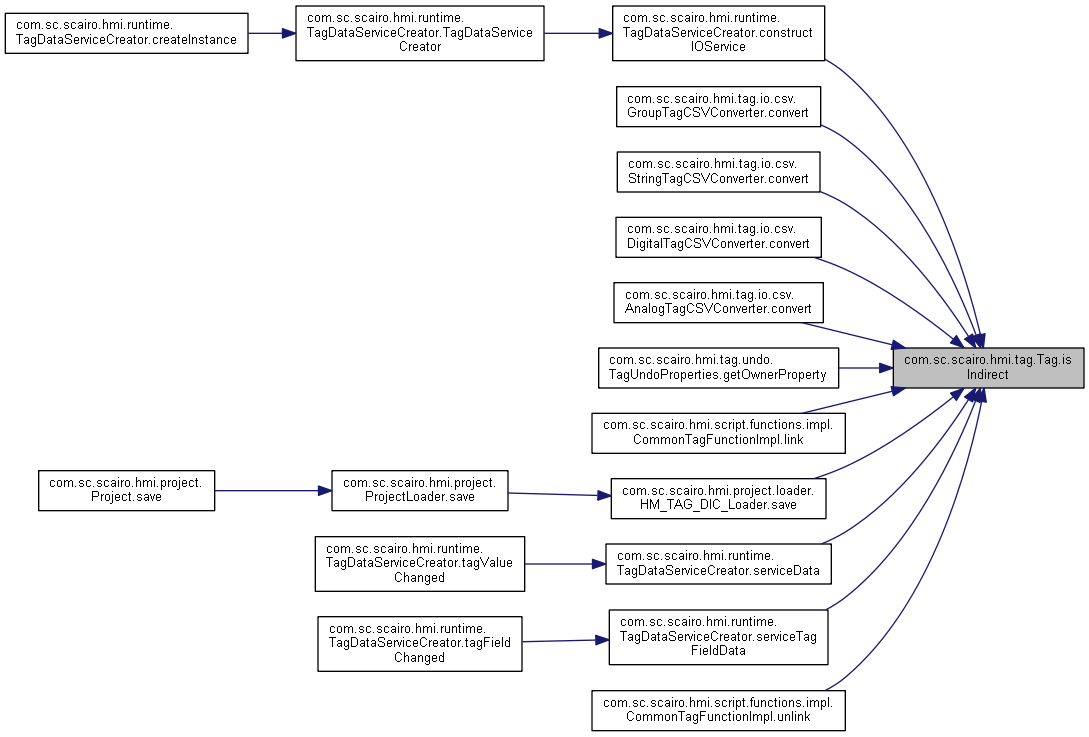 com.sc.scairo.hmi.runtime.
TagDataServiceCreator.createInstance
com.sc.scairo.hmi.runtime.
TagDataServiceCreator.TagDataService
Creator
com.sc.scairo.hmi.runtime.
TagDataServiceCreator.construct
IOService
com.sc.scairo.hmi.tag.io.csv.
GroupTagCSVConverter.convert
com.sc.scairo.hmi.tag.io.csv.
StringTagCSVConverter.convert
com.sc.scairo.hmi.tag.io.csv.
DigitalTagCSVConverter.convert
com.sc.scairo.hmi.tag.io.csv.
AnalogTagCSVConverter.convert
com.sc.scairo.hmi.tag.undo.
TagUndoProperties.getOwnerProperty
com.sc.scairo.hmi.tag.Tag.is
Indirect
com.sc.scairo.hmi.script.functions.impl.
CommonTagFunctionImpl.link
com.sc.scairo.hmi.project.
Project.save
com.sc.scairo.hmi.project.
ProjectLoader.save
com.sc.scairo.hmi.project.loader.
HM_TAG_DIC_Loader.save
com.sc.scairo.hmi.runtime.
TagDataServiceCreator.tagValue
Changed
com.sc.scairo.hmi.runtime.
TagDataServiceCreator.serviceData
com.sc.scairo.hmi.runtime.
TagDataServiceCreator.tagField
Changed
com.sc.scairo.hmi.runtime.
TagDataServiceCreator.serviceTag
FieldData
com.sc.scairo.hmi.script.functions.impl.
CommonTagFunctionImpl.unlink